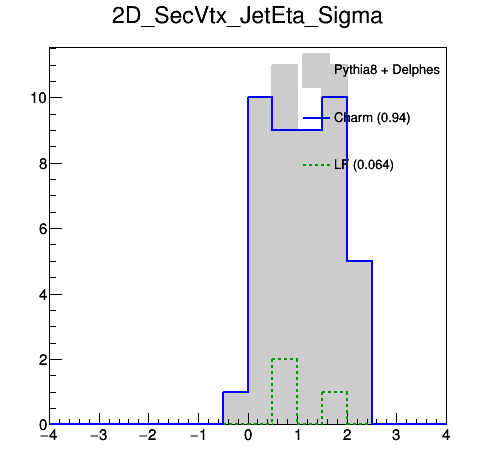 2D_SecVtx_JetEta_Sigma
Pythia8 + Delphes
Charm (0.94)
LF (0.064)
10
8
6
4
2
0
−4 −3 −2 −1 0 1 2 3 4